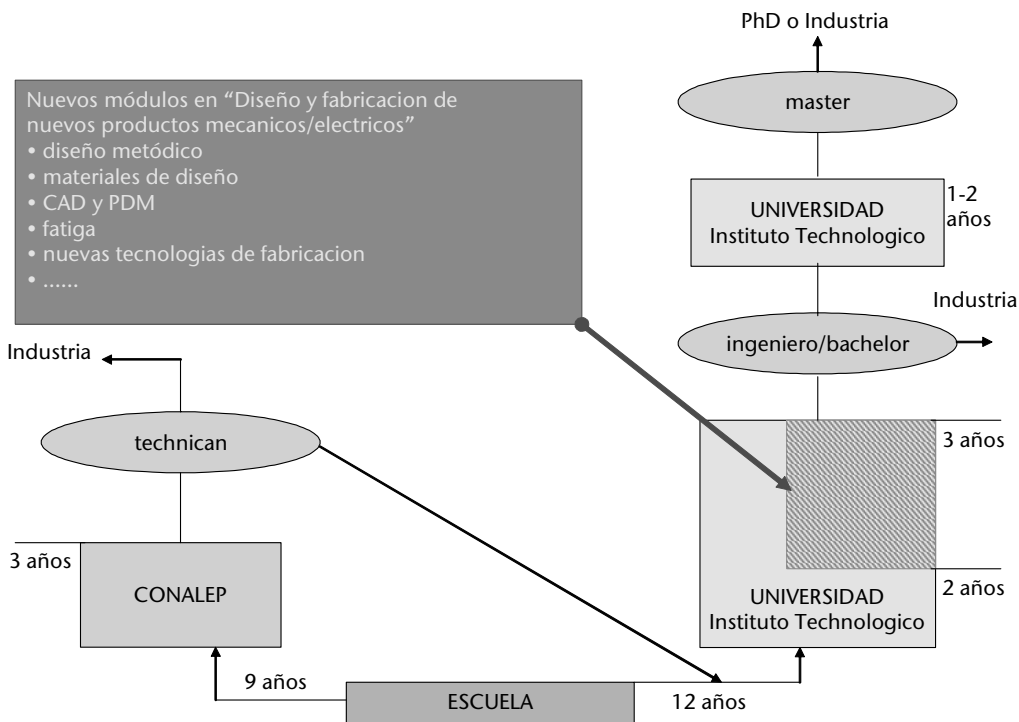 PhD o Industria
master
Nuevos módulos en “Diseño y fabricacion de
nuevos productos mecanicos/electricos”
• diseño metódico
• materiales de diseño
• CAD y PDM
• fatiga
• nuevas tecnologias de fabricacion
• ......
UNIVERSIDAD
Instituto Technologico
1-2
años
Industria
ingeniero/bachelor
Industria
technican
3 años
3 años
CONALEP
2 años
UNIVERSIDAD
Instituto Technologico
9 años
ESCUELA
12 años